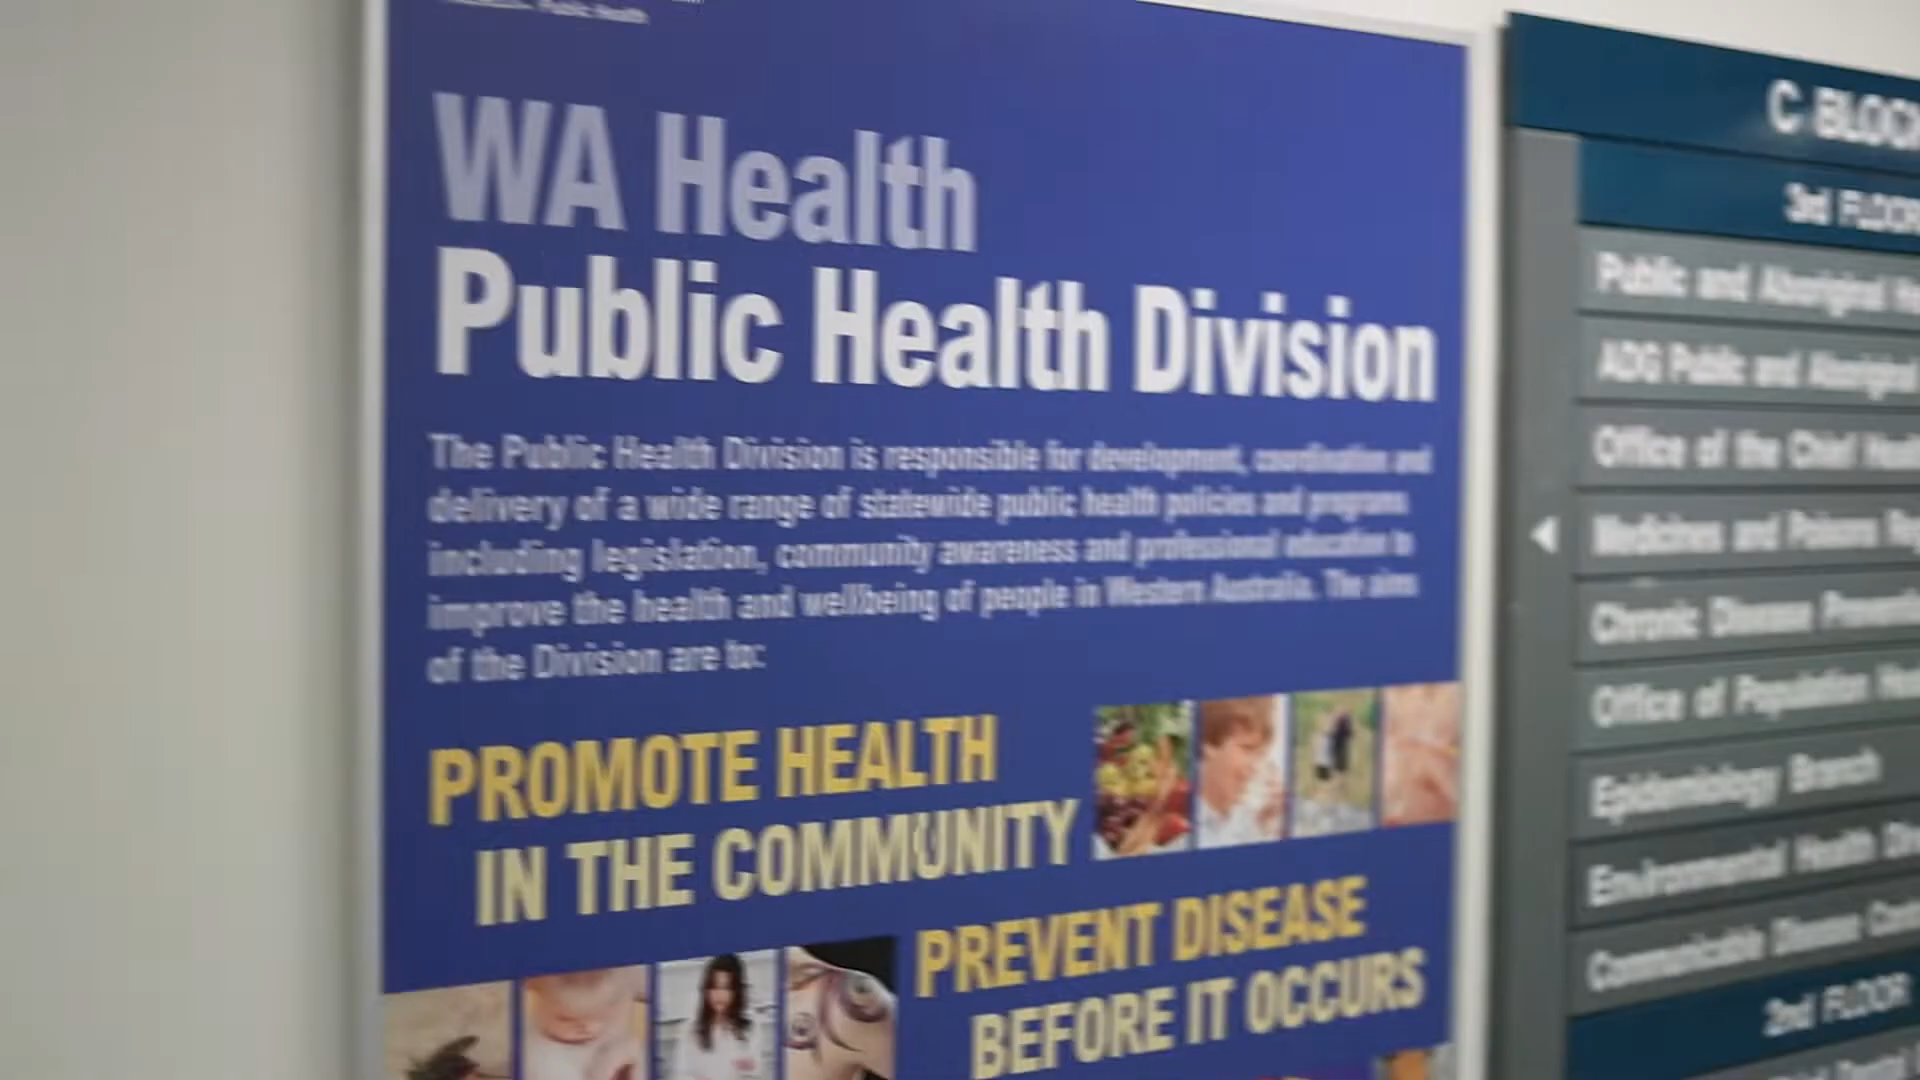 Public Health
WA Health
Public Health Division
The Public Health Division is responsible for development, coordination and
delivery of a wide range of statewide public health policies and programs
including legislation, community awareness and professional education to
improve the health and wellbeing of people in Western Australia. The aims
of the Division are to:
PROMOTE HEALTH
IN THE COMMUNITY
PREVENT DISEASE
BEFORE IT OCCURS
C BLOCK
3rd FLOOR
Public and Aboriginal
ADG Public and Aboriginal
Office of the Chief
Medicines and Poisons
Chronic Disease
Office of Population
Epidemiology Branch
Environmental Health
Communicable Disease
2nd FLOOR